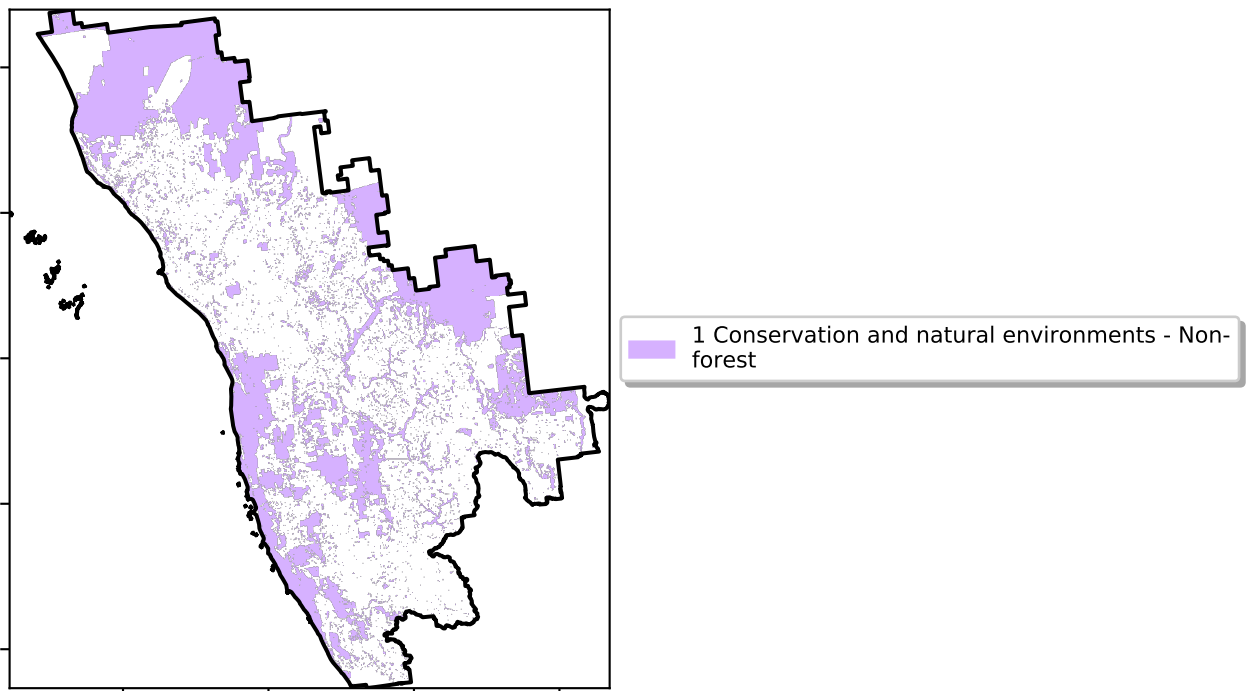 1 Conservation and natural environments - Non-
forest